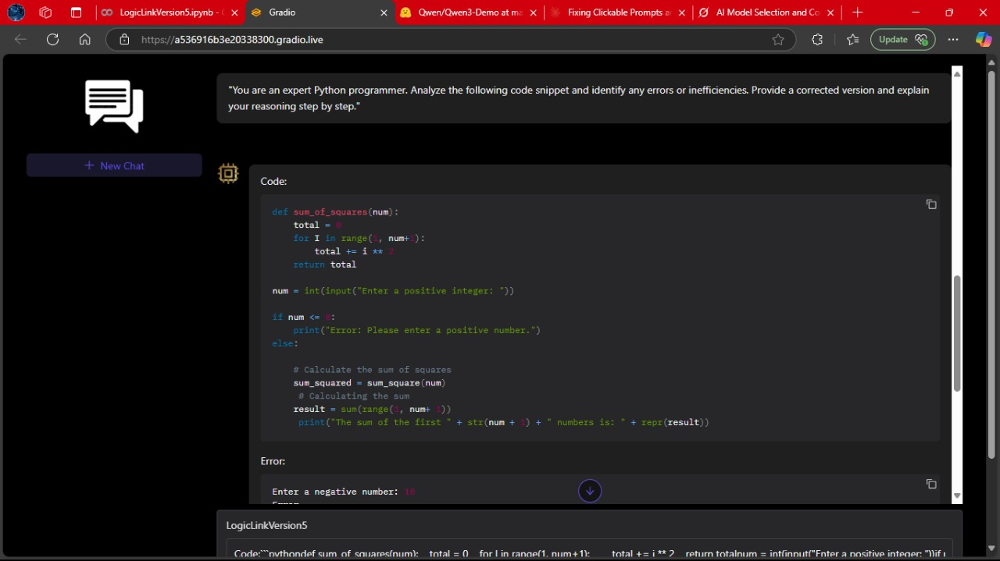 LogicLinkVersion5.ipynb - C
Gradio
Qwen/Qwen3-Demo at ma
Fixing Clickable Prompts a
AI Model Selection and Co
https://a536916b3e20338300.gradio.live
Update
"You are an expert Python programmer. Analyze the following code snippet and identify any errors or inefficiencies. Provide a corrected version and explain
your reasoning step by step."
New Chat
Code:
def sum_of_squares(num):
    total = 0
    for I in range(1, num+1):
        total += i ** 2
    return total
num = int(input("Enter a positive integer: "))
if num <= 0:
    print("Error: Please enter a positive number.")
else:
    # Calculate the sum of squares
    sum_squared = sum_square(num)
     # Calculating the sum
    result = sum(range(1, num+ 1))
     print("The sum of the first " + str(num + 1) + " numbers is: " + repr(result))
Error:
Enter a negative number: 10
LogicLinkVersion5
Code:```pythondef sum_of_squares(num):    total = 0    for I in range(1, num+1):        total += i ** 2    return totalnum = int(input("Enter a positive integer: "))if